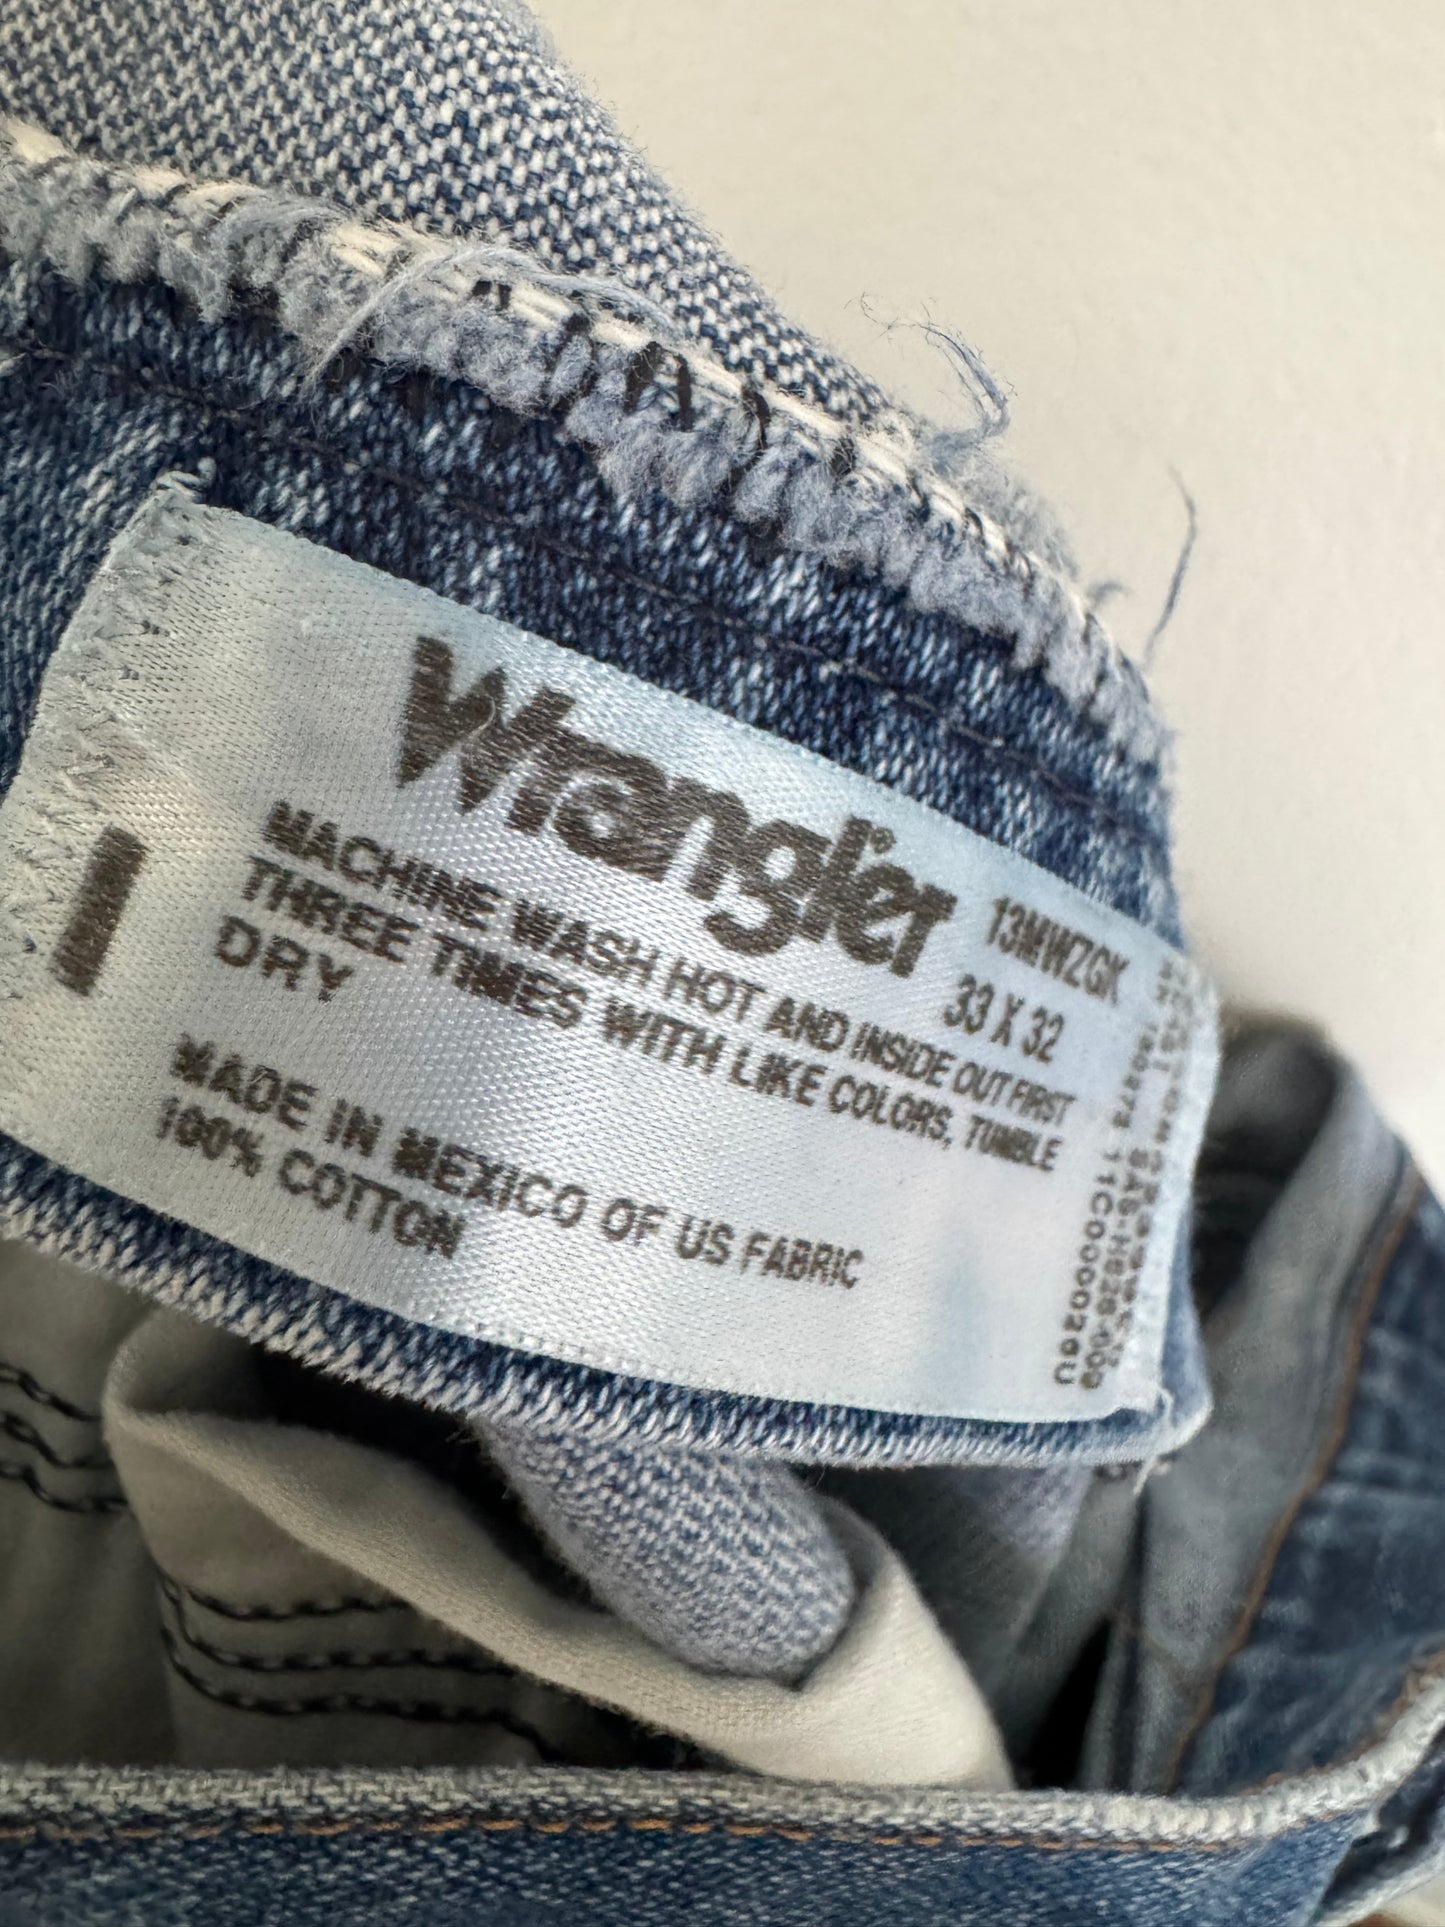 Wrangler®
13MWZGK
33 X 32
MACHINE WASH HOT AND INSIDE OUT FIRST
THREE TIMES WITH LIKE COLORS, TUMBLE
DRY
MADE IN MEXICO OF US FABRIC
100% COTTON